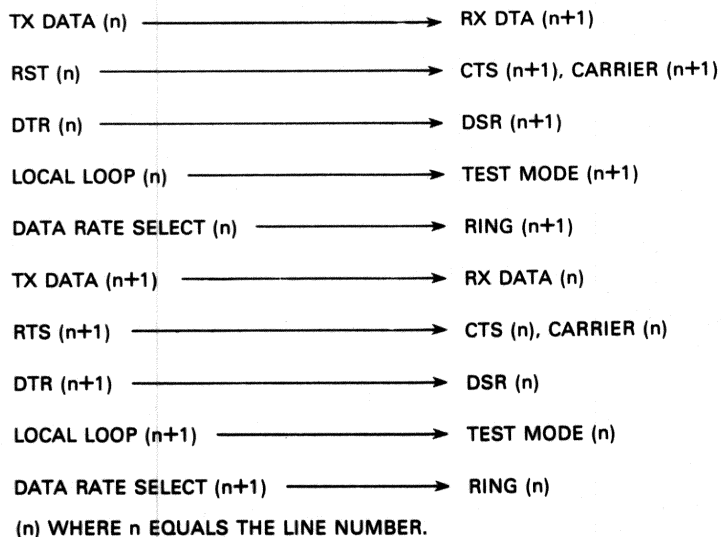 TX DATA (n) → RX DTA (n+1)
RST (n) → CTS (n+1), CARRIER (n+1)
DTR (n) → DSR (n+1)
LOCAL LOOP (n) → TEST MODE (n+1)
DATA RATE SELECT (n) → RING (n+1)
TX DATA (n+1) → RX DATA (n)
RTS (n+1) → CTS (n), CARRIER (n)
DTR (n+1) → DSR (n)
LOCAL LOOP (n+1) → TEST MODE (n)
DATA RATE SELECT (n+1) → RING (n)
(n) WHERE n EQUALS THE LINE NUMBER.